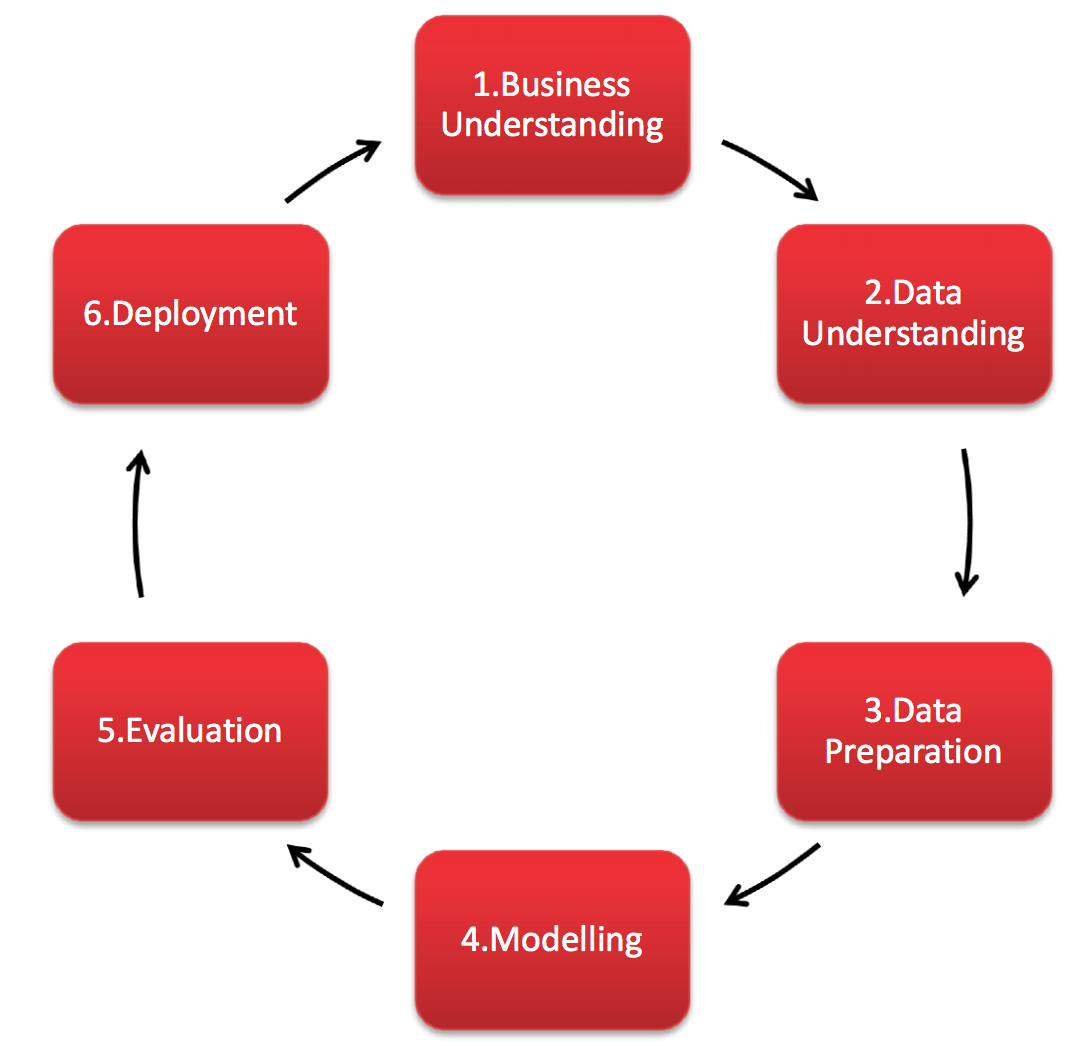 1.Business
Understanding
2.Data
Understanding
3.Data
Preparation
4.Modelling
5.Evaluation
6.Deployment